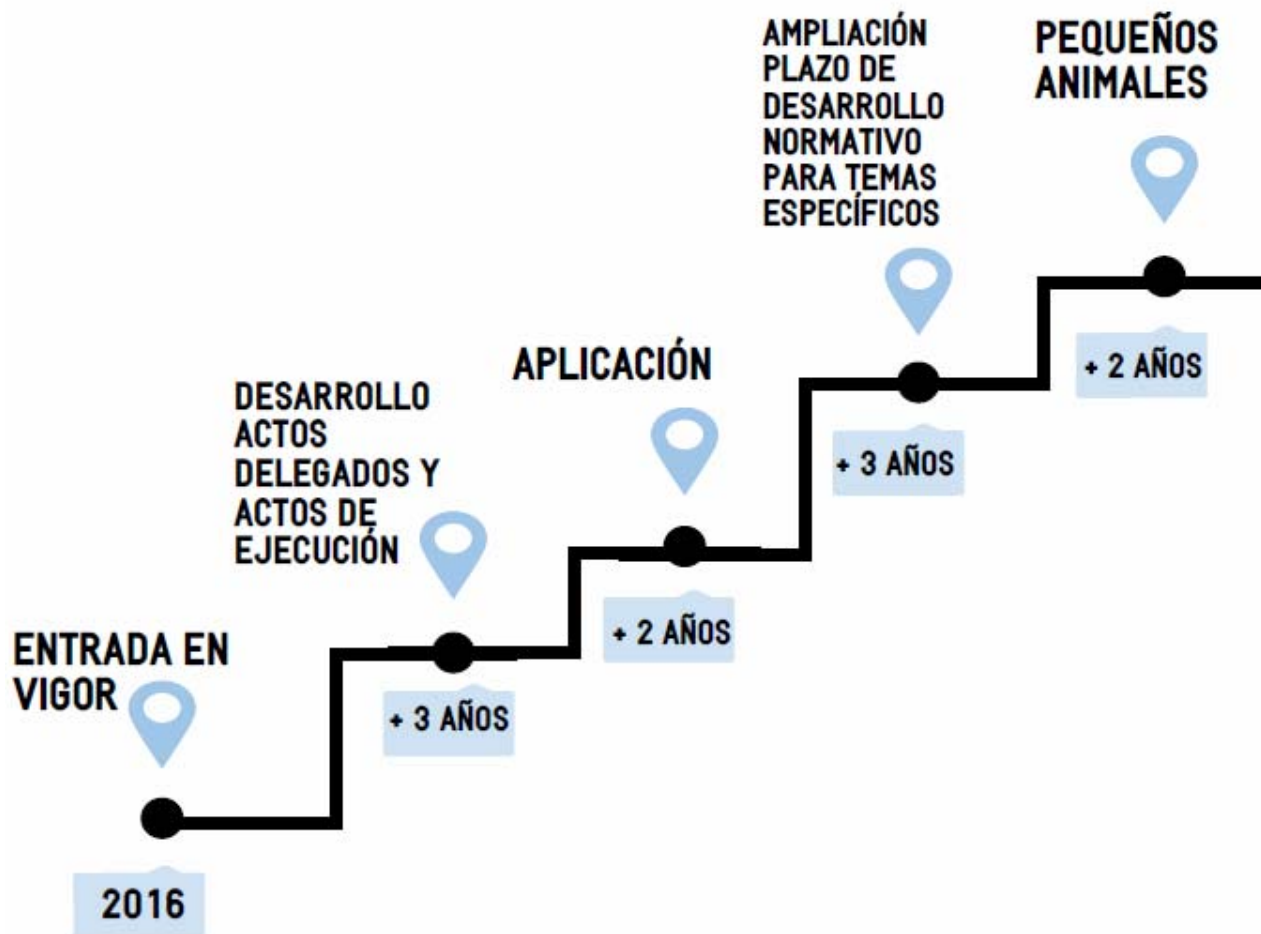 ENTRADA EN
VIGOR
2016
DESARROLLO
ACTOS
DELEGADOS Y
ACTOS DE
EJECUCIÓN
+ 3 AÑOS
APLICACIÓN
+ 2 AÑOS
AMPLIACIÓN
PLAZO DE
DESARROLLO
NORMATIVO
PARA TEMAS
ESPECÍFICOS
+ 3 AÑOS
PEQUEÑOS
ANIMALES
+ 2 AÑOS